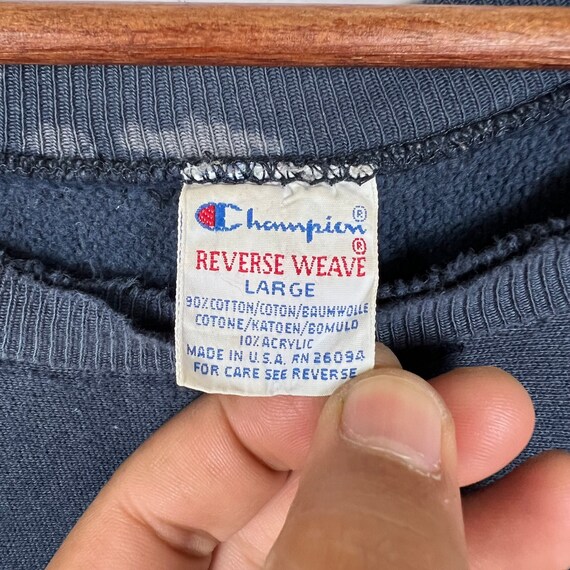 Champion®
REVERSE WEAVE®
LARGE
90% COTTON/COTON/BAUMWOLLE
COTONE/KATOEN/BOMULD
10% ACRYLIC
MADE IN U.S.A. RN 26094
FOR CARE SEE REVERSE